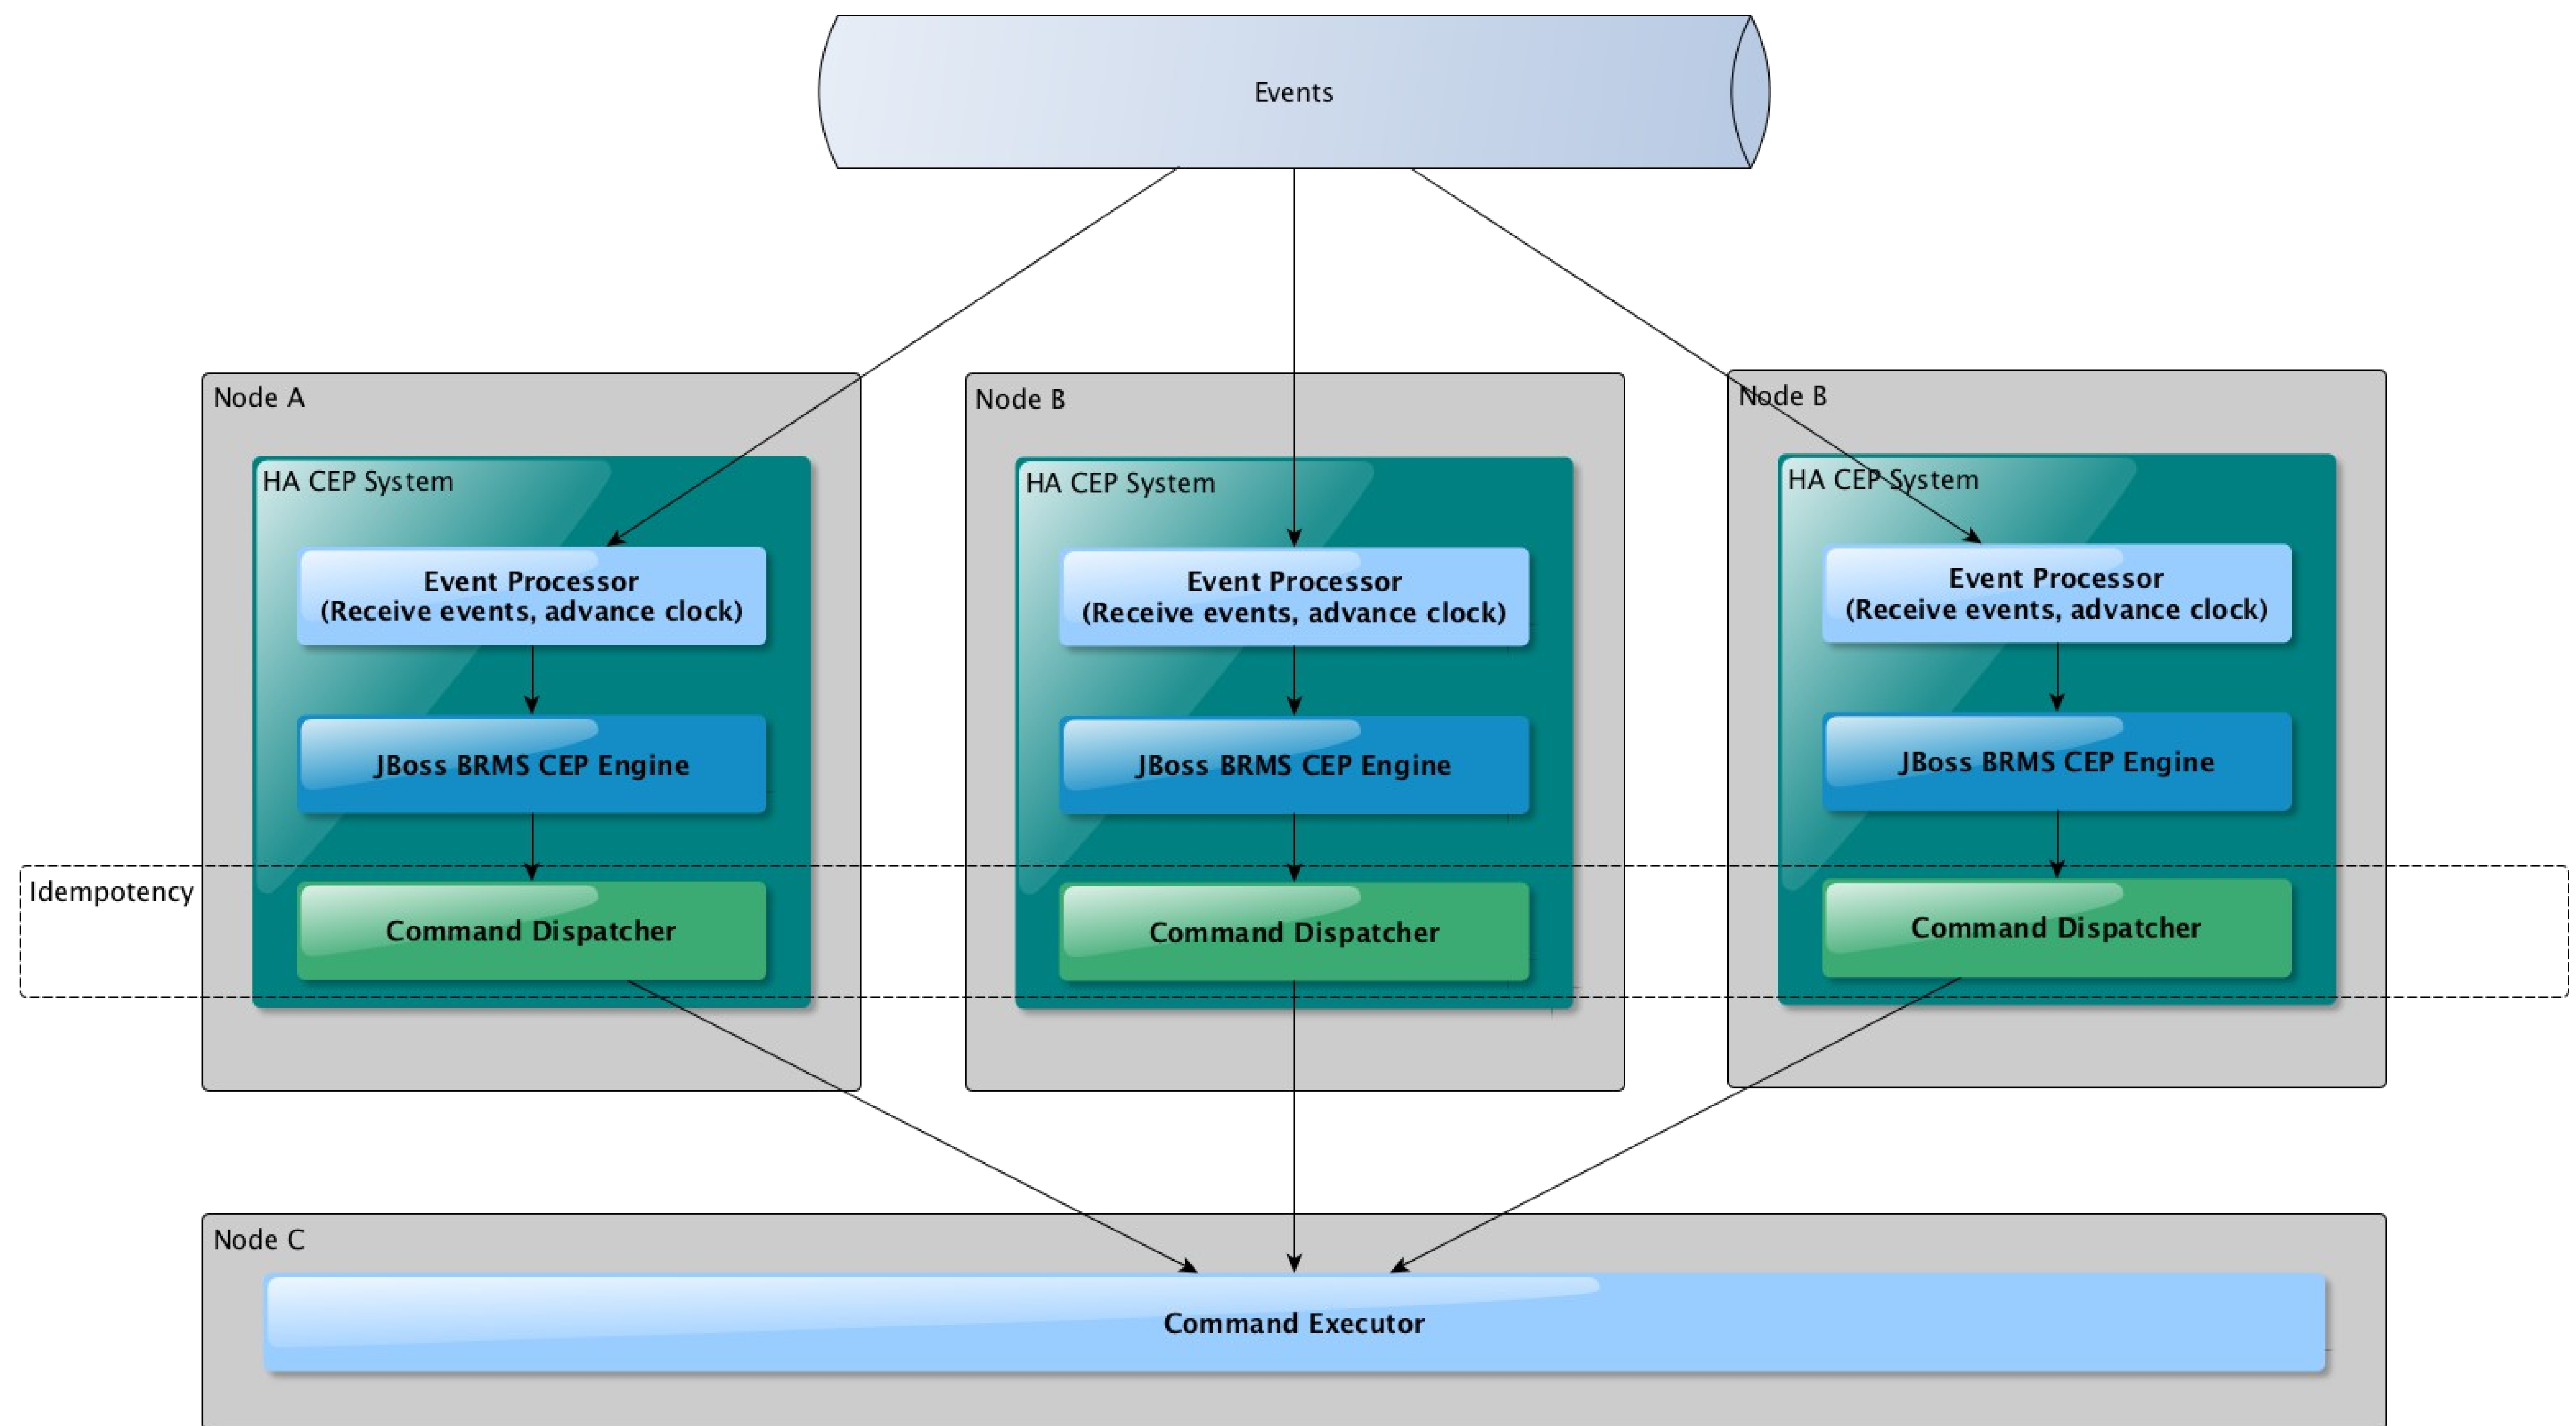 Events
Node A
HA CEP System
Event Processor
(Receive events, advance clock)
JBoss BRMS CEP Engine
Command Dispatcher
Node B
HA CEP System
Event Processor
(Receive events, advance clock)
JBoss BRMS CEP Engine
Command Dispatcher
Node B
HA CEP System
Event Processor
(Receive events, advance clock)
JBoss BRMS CEP Engine
Command Dispatcher
Idempotency
Node C
Command Executor